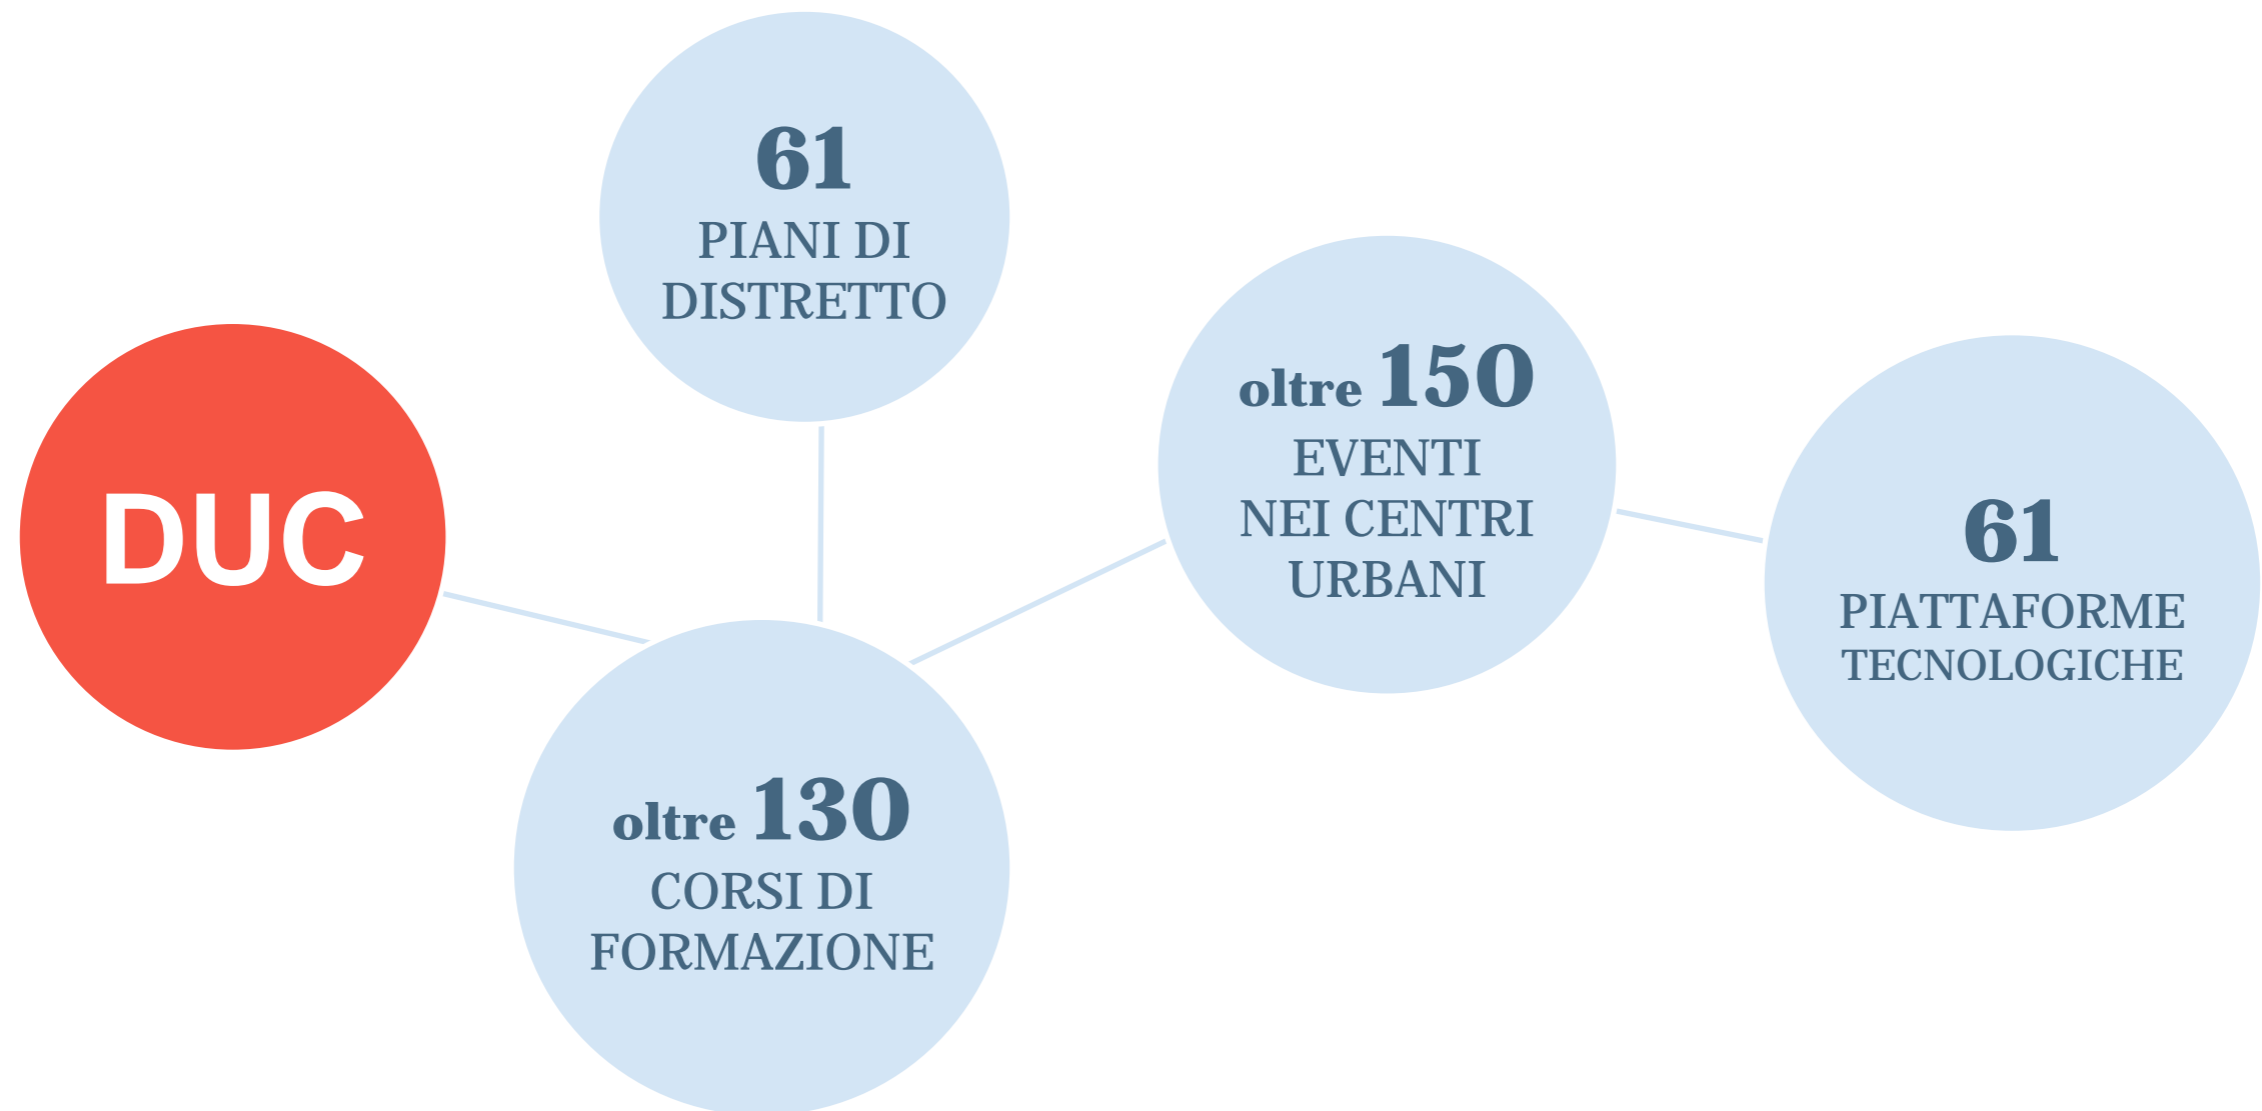 DUC
61
PIANI DI
DISTRETTO
oltre 130
CORSI DI
FORMAZIONE
oltre 150
EVENTI
NEI CENTRI
URBANI
61
PIATTAFORME
TECNOLOGICHE